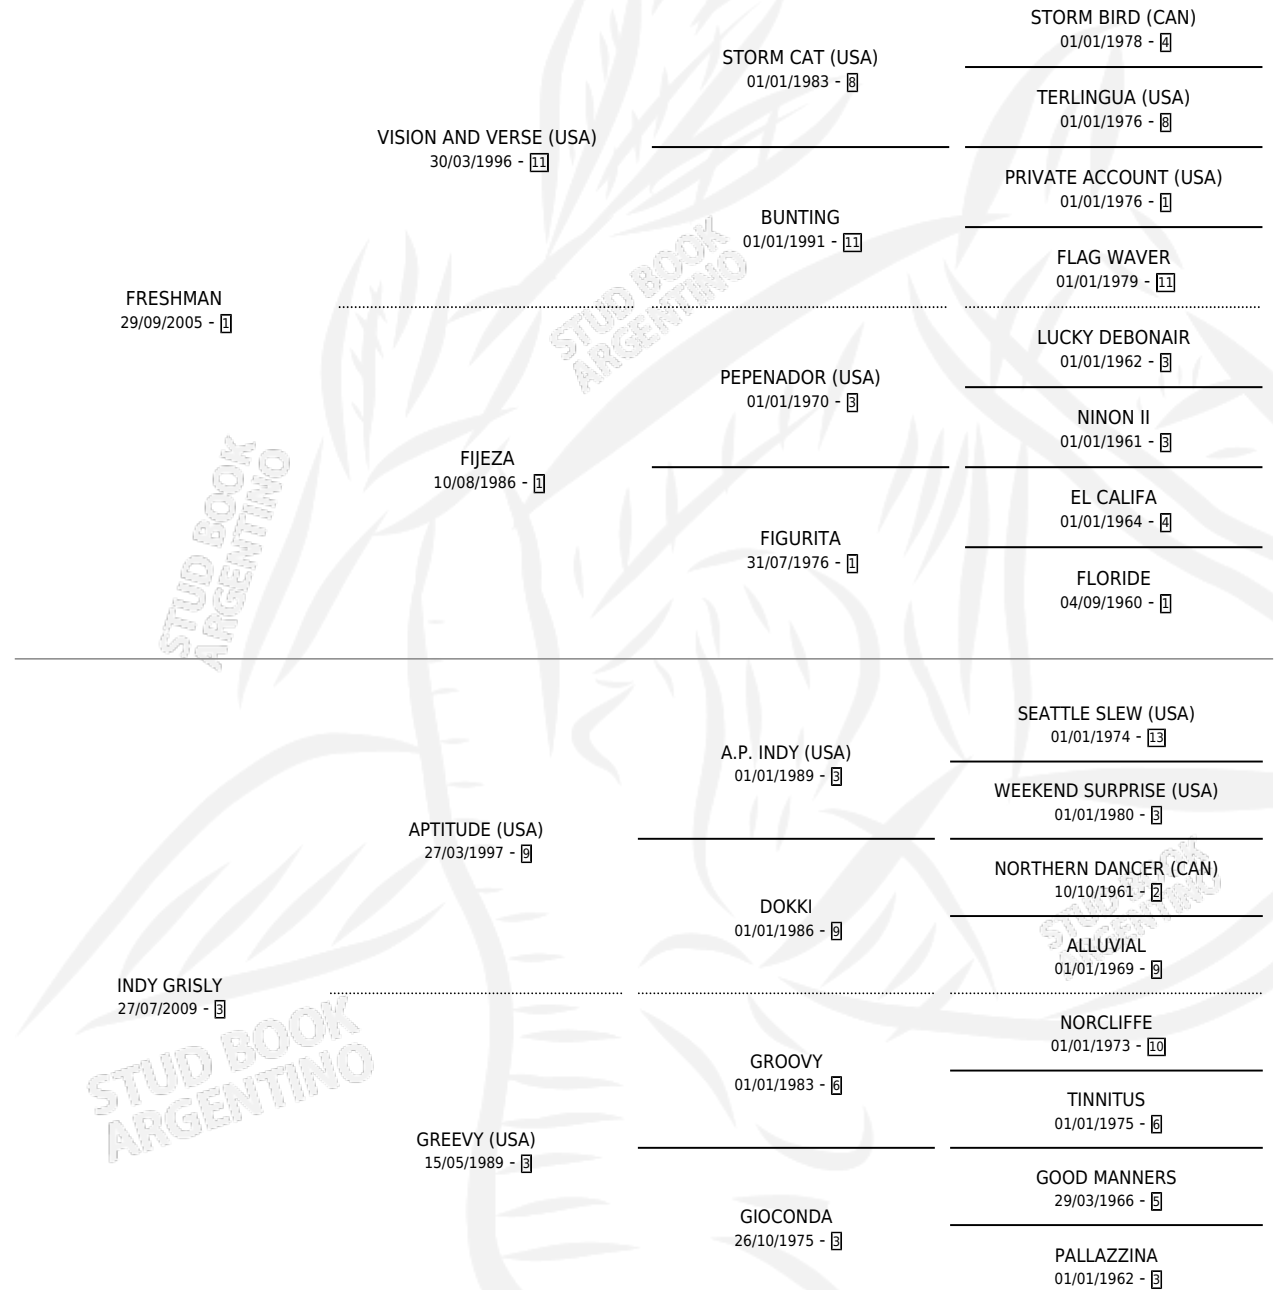 STORM BIRD (CAN)
01/01/1978 - 4
STORM CAT (USA)
01/01/1983 - 8
TERLINGUA (USA)
01/01/1976 - 8
VISION AND VERSE (USA)
30/03/1996 - 11
PRIVATE ACCOUNT (USA)
01/01/1976 - 1
BUNTING
01/01/1991 - 11
FLAG WAVER
01/01/1979 - 11
FRESHMAN
29/09/2005 - 1
LUCKY DEBONAIR
01/01/1962 - 3
PEPENADOR (USA)
01/01/1970 - 3
NINON II
01/01/1961 - 3
FIJEZA
10/08/1986 - 1
EL CALIFA
01/01/1964 - 4
FIGURITA
31/07/1976 - 1
FLORIDE
04/09/1960 - 1
SEATTLE SLEW (USA)
01/01/1974 - 13
A.P. INDY (USA)
01/01/1989 - 3
WEEKEND SURPRISE (USA)
01/01/1980 - 3
APTITUDE (USA)
27/03/1997 - 9
NORTHERN DANCER (CAN)
10/10/1961 - 2
DOKKI
01/01/1986 - 9
ALLUVIAL
01/01/1969 - 9
INDY GRISLY
27/07/2009 - 3
NORCLIFFE
01/01/1973 - 10
GROOVY
01/01/1983 - 6
TINNITUS
01/01/1975 - 6
GREEVY (USA)
15/05/1989 - 3
GOOD MANNERS
29/03/1966 - 5
GIOCONDA
26/10/1975 - 3
PALLAZZINA
01/01/1962 - 3
STUD BOOK
ARGENTINO
STUD BOOK
ARGENTINO
STUD BOOK
ARGENTINO
STUD BOOK
ARGENTINO